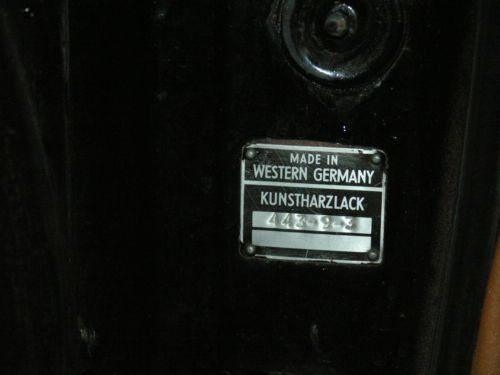 MADE IN
WESTERN GERMANY
KUNSTHARZLACK
443-9-3